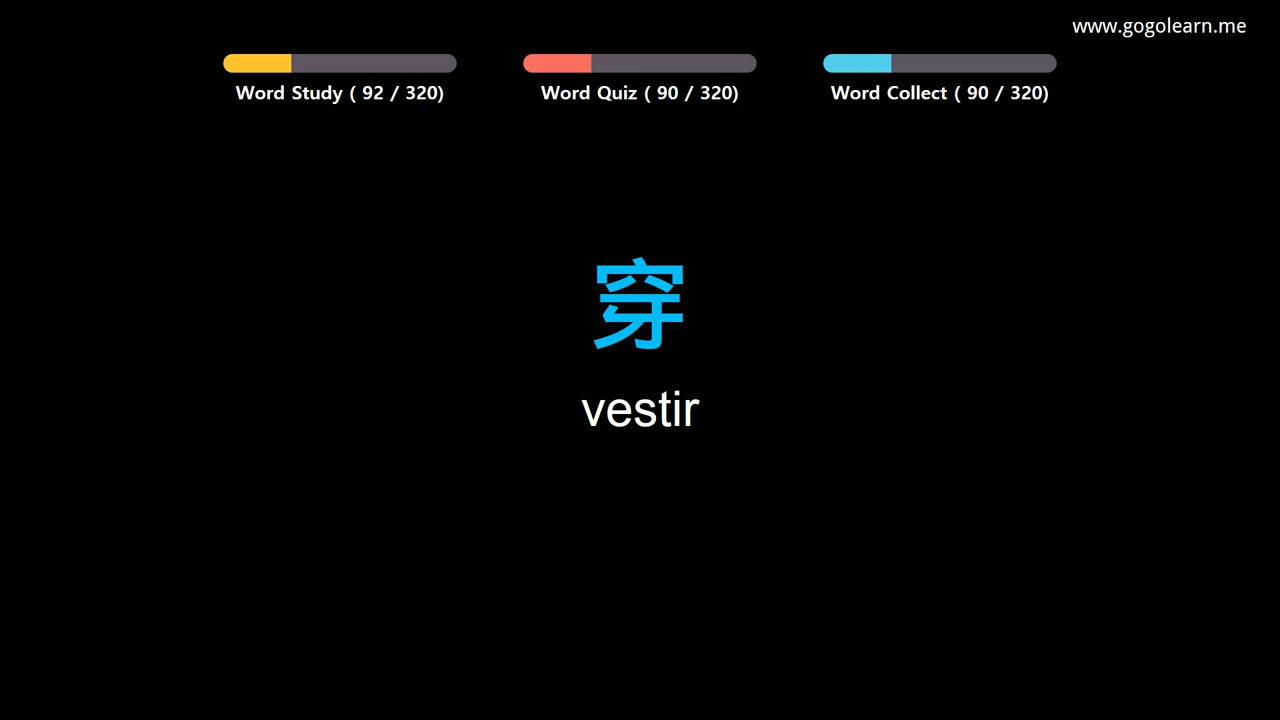 www.gogolearn.me
Word Study ( 92 / 320)
Word Quiz ( 90 / 320)
Word Collect ( 90 / 320)
穿
vestir